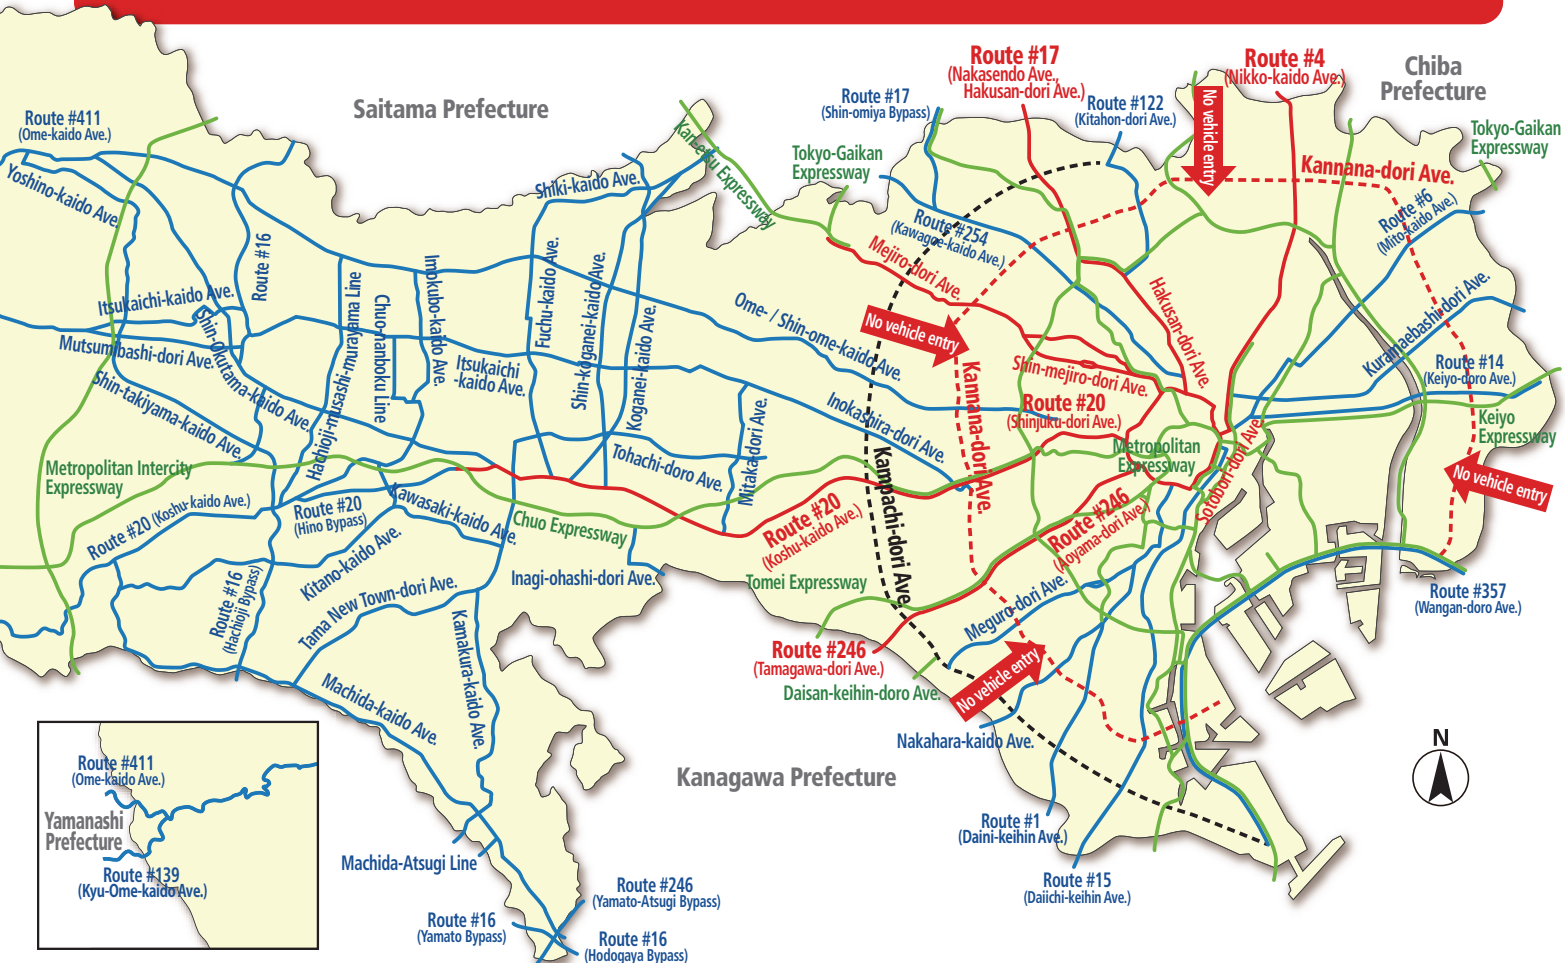 Route #17
(Nakasendo Ave.,
Hakusan-dori Ave.)
Route #4
(Nikko-kaido Ave.)
Chiba
Prefecture
Saitama Prefecture
Route #17
(Shin-omiya Bypass)
Route #122
(Kitahon-dori Ave.)
No vehicle entry
Tokyo-Gaikan
Expressway
Route #411
(Ome-kaido Ave.)
Kan-etsu Expressway
Tokyo-Gaikan
Expressway
Kannana-dori Ave.
Yoshino-kaido Ave.
Shiki-kaido Ave.
Route #6
(Mito-kaido Ave.)
Route #254
(Kawagoe-kaido Ave.)
Route #16
Mejiro-dori Ave.
Hakusan-dori Ave.
Itsukaichi-kaido Ave.
Hachioji-musashi-murayama Line
Chuo-nanboku Line
Imokubo-kaido Ave.
Fuchu-kaido Ave.
Shin-koganei-kaido Ave.
Koganei-kaido Ave.
Ome- / Shin-ome-kaido Ave.
No vehicle entry
Kuramaebashi-dori Ave.
Mutsumibashi-dori Ave.
Shin-Okutama-kaido Ave.
Itsukaichi
-kaido Ave.
Shin-mejiro-dori Ave.
Route #14
(Keiyo-doro Ave.)
Shin-takiyama-kaido Ave.
Inokashira-dori Ave.
Kannana-dori Ave.
Route #20
(Shinjuku-dori Ave.)
Keiyo
Expressway
Mitaka-dori Ave.
Metropolitan
Expressway
Sotobori-dori Ave.
Metropolitan Intercity
Expressway
Tohachi-doro Ave.
Kampachi-dori Ave.
No vehicle entry
Route #20 (Koshu-kaido Ave.)
Route #20
(Hino Bypass)
Kawasaki-kaido Ave.
Chuo Expressway
Route #20
(Koshu-kaido Ave.)
Route #246
(Aoyama-dori Ave.)
Kitano-kaido Ave.
Inagi-ohashi-dori Ave.
Tomei Expressway
Route #357
(Wangan-doro Ave.)
Route #16
(Hachioji Bypass)
Tama New Town-dori Ave.
Kamakura-kaido Ave.
Meguro-dori Ave.
Route #246
(Tamagawa-dori Ave.)
Daisan-keihin-doro Ave.
No vehicle entry
Machida-kaido Ave.
Nakahara-kaido Ave.
N
Kanagawa Prefecture
Route #411
(Ome-kaido Ave.)
Yamanashi
Prefecture
Route #139
(Kyu-Ome-kaido Ave.)
Route #1
(Daini-keihin Ave.)
Machida-Atsugi Line
Route #15
(Daiichi-keihin Ave.)
Route #246
(Yamato-Atsugi Bypass)
Route #16
(Yamato Bypass)
Route #16
(Hodogaya Bypass)